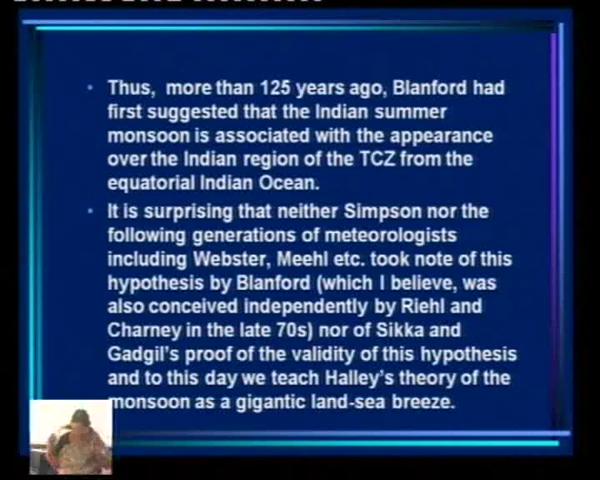 • Thus, more than 125 years ago, Blanford had
first suggested that the Indian summer
monsoon is associated with the appearance
over the Indian region of the TCZ from the
equatorial Indian Ocean.
• It is surprising that neither Simpson nor the
following generations of meteorologists
including Webster, Meehl etc. took note of this
hypothesis by Blanford (which I believe, was
also conceived independently by Riehl and
Charney in the late 70s) nor of Sikka and
Gadgil's proof of the validity of this hypothesis
and to this day we teach Halley's theory of the
monsoon as a gigantic land-sea breeze.